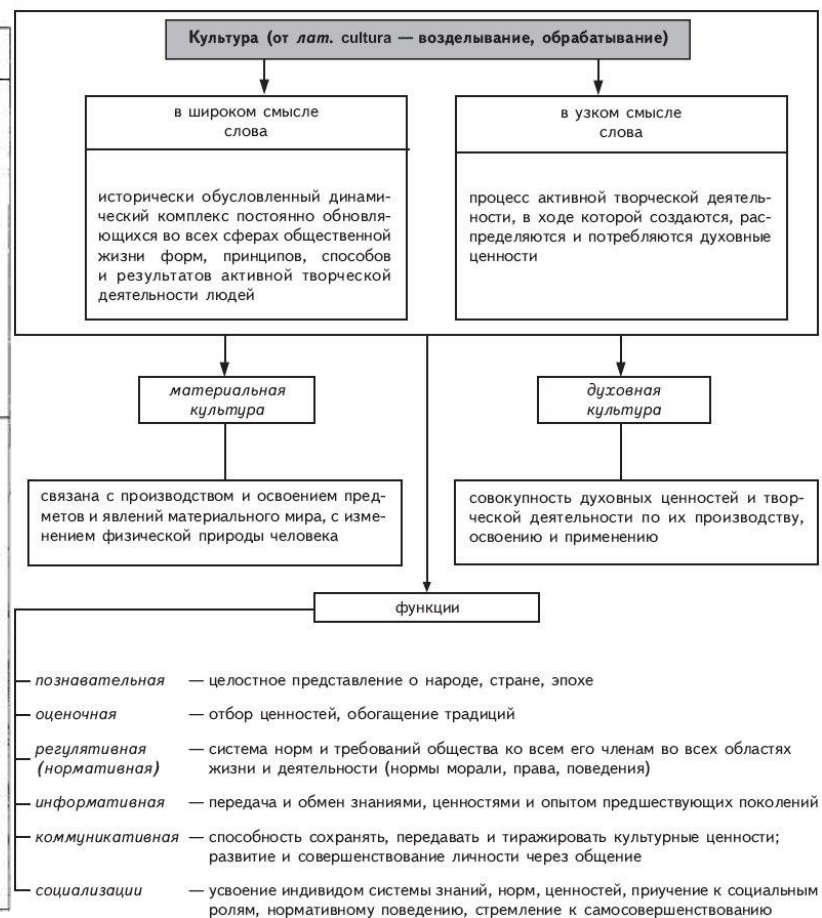 Культура (от лат. cultura — возделывание, обрабатывание)
в широком смысле
слова
исторически обусловленный динами-
ческий комплекс постоянно обновля-
ющихся во всех сферах общественной
жизни форм, принципов, способов
и результатов активной творческой
деятельности людей
в узком смысле
слова
процесс активной творческой деятель-
ности, в ходе которой создаются, рас-
пределяются и потребляются духовные
ценности
материальная
культура
связана с производством и освоением пред-
метов и явлений материального мира, с изме-
нением физической природы человека
духовная
культура
совокупность духовных ценностей и твор-
ческой деятельности по их производству,
освоению и применению
функции
познавательная — целостное представление о народе, стране, эпохе
оценочная — отбор ценностей, обогащение традиций
регулятивная — система норм и требований общества ко всем его членам во всех областях
(нормативная) жизни и деятельности (нормы морали, права, поведения)
информативная — передача и обмен знаниями, ценностями и опытом предшествующих поколений
коммуникативная — способность сохранять, передавать и тиражировать культурные ценности;
развитие и совершенствование личности через общение
социализации — усвоение индивидом системы знаний, норм, ценностей, приучение к социальным
ролям, нормативному поведению, стремление к самосовершенствованию